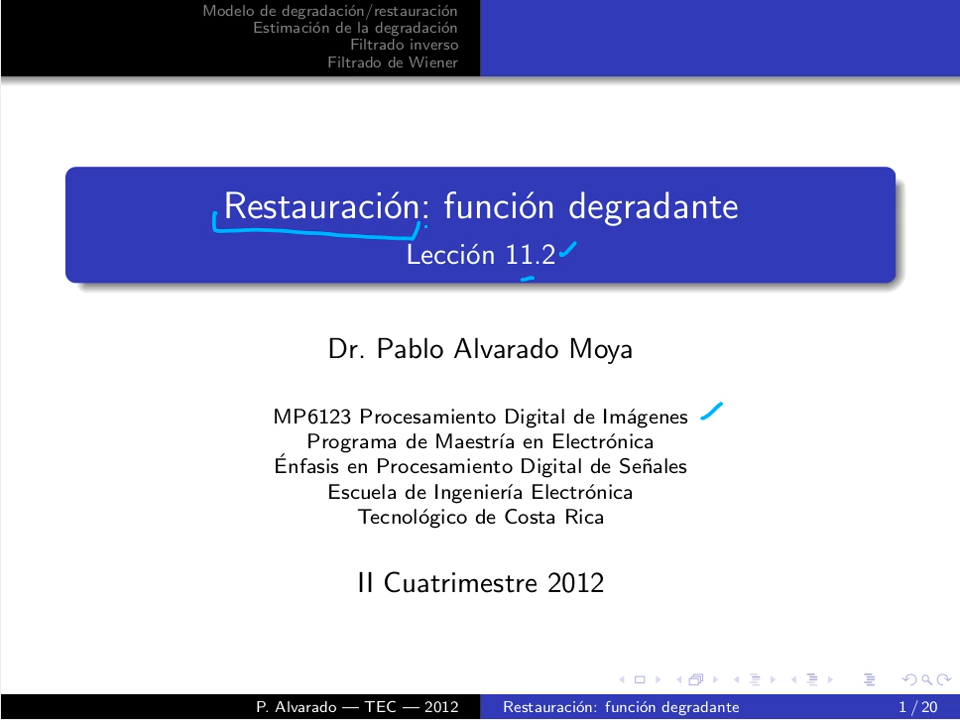 Modelo de degradación/restauración
Estimación de la degradación
Filtrado inverso
Filtrado de Wiener
Restauración: función degradante
Lección 11.2
Dr. Pablo Alvarado Moya
MP6123 Procesamiento Digital de Imágenes
Programa de Maestría en Electrónica
Énfasis en Procesamiento Digital de Señales
Escuela de Ingeniería Electrónica
Tecnológico de Costa Rica
II Cuatrimestre 2012
P. Alvarado — TEC — 2012 Restauración: función degradante 1 / 20